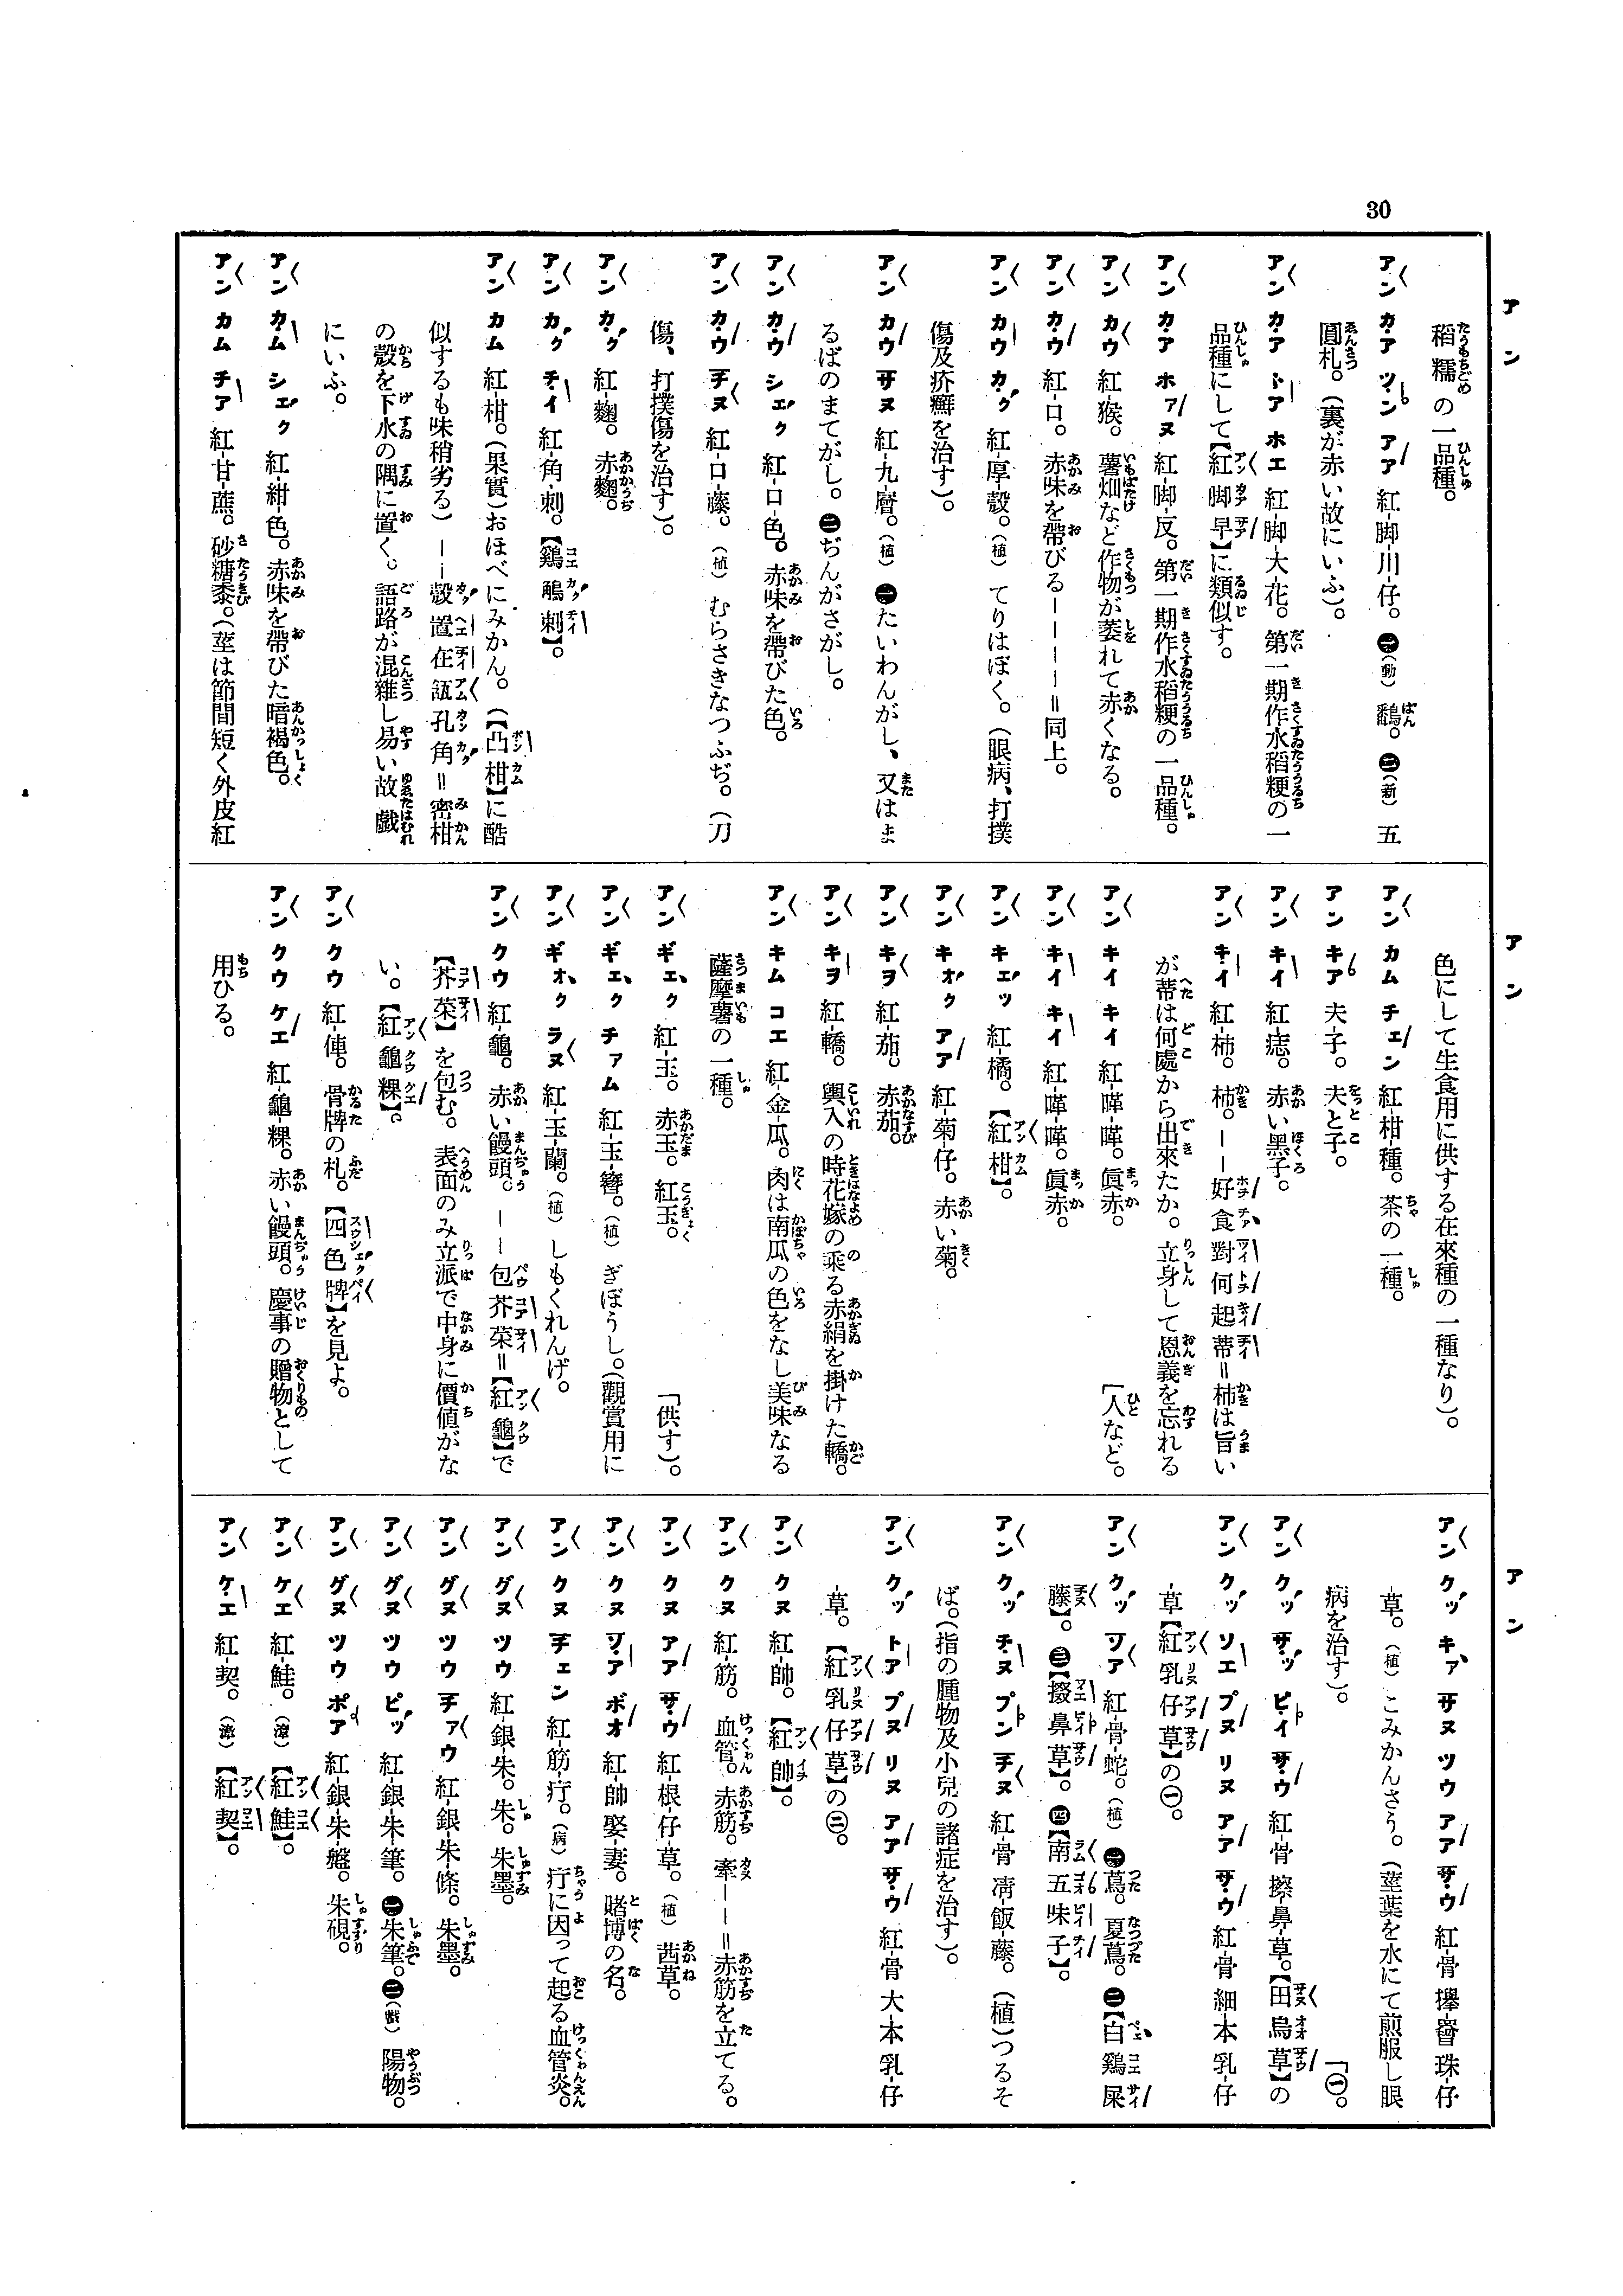 30
アン
稻糯の一品種。
アン カア ツン アァ 紅-脚-川-仔。㊀(動)鷭。㊁(新)五
圓札。(裏が赤い故にいふ)。
アン カア トア ホエ 紅-脚-大-花。第一期作水稻粳の一
品種にして【紅脚早】に類似す。
アン カア ホァヌ 紅-脚-反。第一期作水稻粳の一品種。
アン カウ 紅-猴。薯畑など作物が萎れて赤くなる。
アン カウ 紅-口。赤味を帶びる――――=同上。
アン カウ カク 紅-厚-殼。(植)てりはぼく。(眼病、打撲
傷及疥癬を治す)。
アン カウ サヌ 紅-九-層。(植)㊀たいわんがし、又はま
るばのまてがし。㊁ぢんがさがし。
アン カウ シェク 紅-口-色。赤味を帶びた色。
アン カウ チヌ 紅-口-藤。(植)むらさきなつふぢ。(刀
傷、打撲傷を治す)。
アン カク 紅-麴。赤麴。
アン カク チイ 紅-角-刺。【鷄鵤刺】。
アン カム 紅-柑。(果實)おほべにみかん。(【凸柑】に酷
似するも味稍劣る)――殼置在㼭孔角=密柑
の殼を下水の隅に置く。語路が混雜し易い故戲
にいふ。
アン カム シェク 紅-紺-色。赤味を帶びた暗褐色。
アン カム チア 紅-甘-蔗。砂糖黍。(莖は節間短く外皮紅
アン
色にして生食用に供する在來種の一種なり)。
アン カム チェン 紅-柑-種。茶の一種。
アン キア 夫-子。夫と子。
アン キイ 紅-痣。赤い黑子。
アン キイ 紅-柿。柿。――好食對何起蒂=柿は旨い
が蒂は何處から出來たか。立身して恩義を忘れる
「人など。
アン キイ キイ 紅-嘩-嘩。眞赤。
アン キイ キイ 紅-嘩-嘩。眞赤。
アン キェッ 紅-橘。【紅柑】。
アン キオク アア 紅-菊-仔。赤い菊。
アン キヲ 紅-茄。赤茄。
アン キヲ 紅-轎。輿入の時花嫁の乘る赤絹を掛けた轎。
アン キム コエ 紅-金-瓜。肉は南瓜の色をなし美味なる
薩摩薯の一種。
アン ギェク 紅-玉。赤玉。紅玉。
「供す)。
アン ギェク チァム 紅-玉-簪。(植)ぎぼうし。(觀賞用に
アン ギオク ラヌ 紅-玉-蘭。(植)しもくれんげ。
アン クウ 紅-龜。赤い饅頭。――包芥菜=【紅龜】で
【芥菜】を包む。表面のみ立派で中身に價値がな
い。【紅龜粿】。
アン クウ 紅-俥。骨牌の札。【四色牌】を見よ。
アン クウ ケエ 紅-龜-粿。赤い饅頭。慶事の贈物として
用ひる。
アン
アン クッ キァ サヌ ツウ アア サウ 紅-骨 珠-仔
草。(植)こみかんさう。(莖葉を水にて煎服し眼
病を治す)。
「㊀。
アン クッ サッ ピイ サウ 紅-骨 擦-鼻-草。【田烏草】の
アン クッ ソエ プヌ リヌ アア サウ 紅-骨 細-本 乳-仔
草【紅乳仔草】の㊀。
アン クッ ソア 紅-骨-蛇。(植)㊀蔦。夏蔦。㊁【白鷄屎
藤】。㊂【掇鼻草】。㊃【南五味子】。
アン クッ チヌ プン チヌ 紅-骨 凊-飯-藤。(植)つるそ
ば。(指の腫物及小兒の諸症を治す)。
アン クッ トア プヌ リヌ アア サウ 紅-骨 大-本 乳-仔
草。【紅乳仔草】の㊁。
アン クス 紅-帥。【紅帥】。
アン クヌ 紅-筋。血管。赤筋。牽――=赤筋を立てる。
アン クヌ アア サウ 紅-根-仔-草。(植)茜草。
アン クス ソア ボオ 紅-帥 娶-妻。賭博の名。
アン クヌ チェン 紅-筋-疔。(病)疔に因って起る血管炎。
アン グヌ ツウ 紅-銀-朱。朱。朱墨。
アン グヌ ツウ チァウ 紅-銀-朱-條。朱墨。
アン グヌ ツウ ピッ 紅-銀-朱-筆。㊀朱筆。㊁(戲)陽物。
アン グヌ ツウ ポア 紅-銀-朱-盤。朱硯。
アン ケエ 紅-鮭。(漳)【紅鮭】。
アン ケエ 紅-契。(漳)【紅契】。